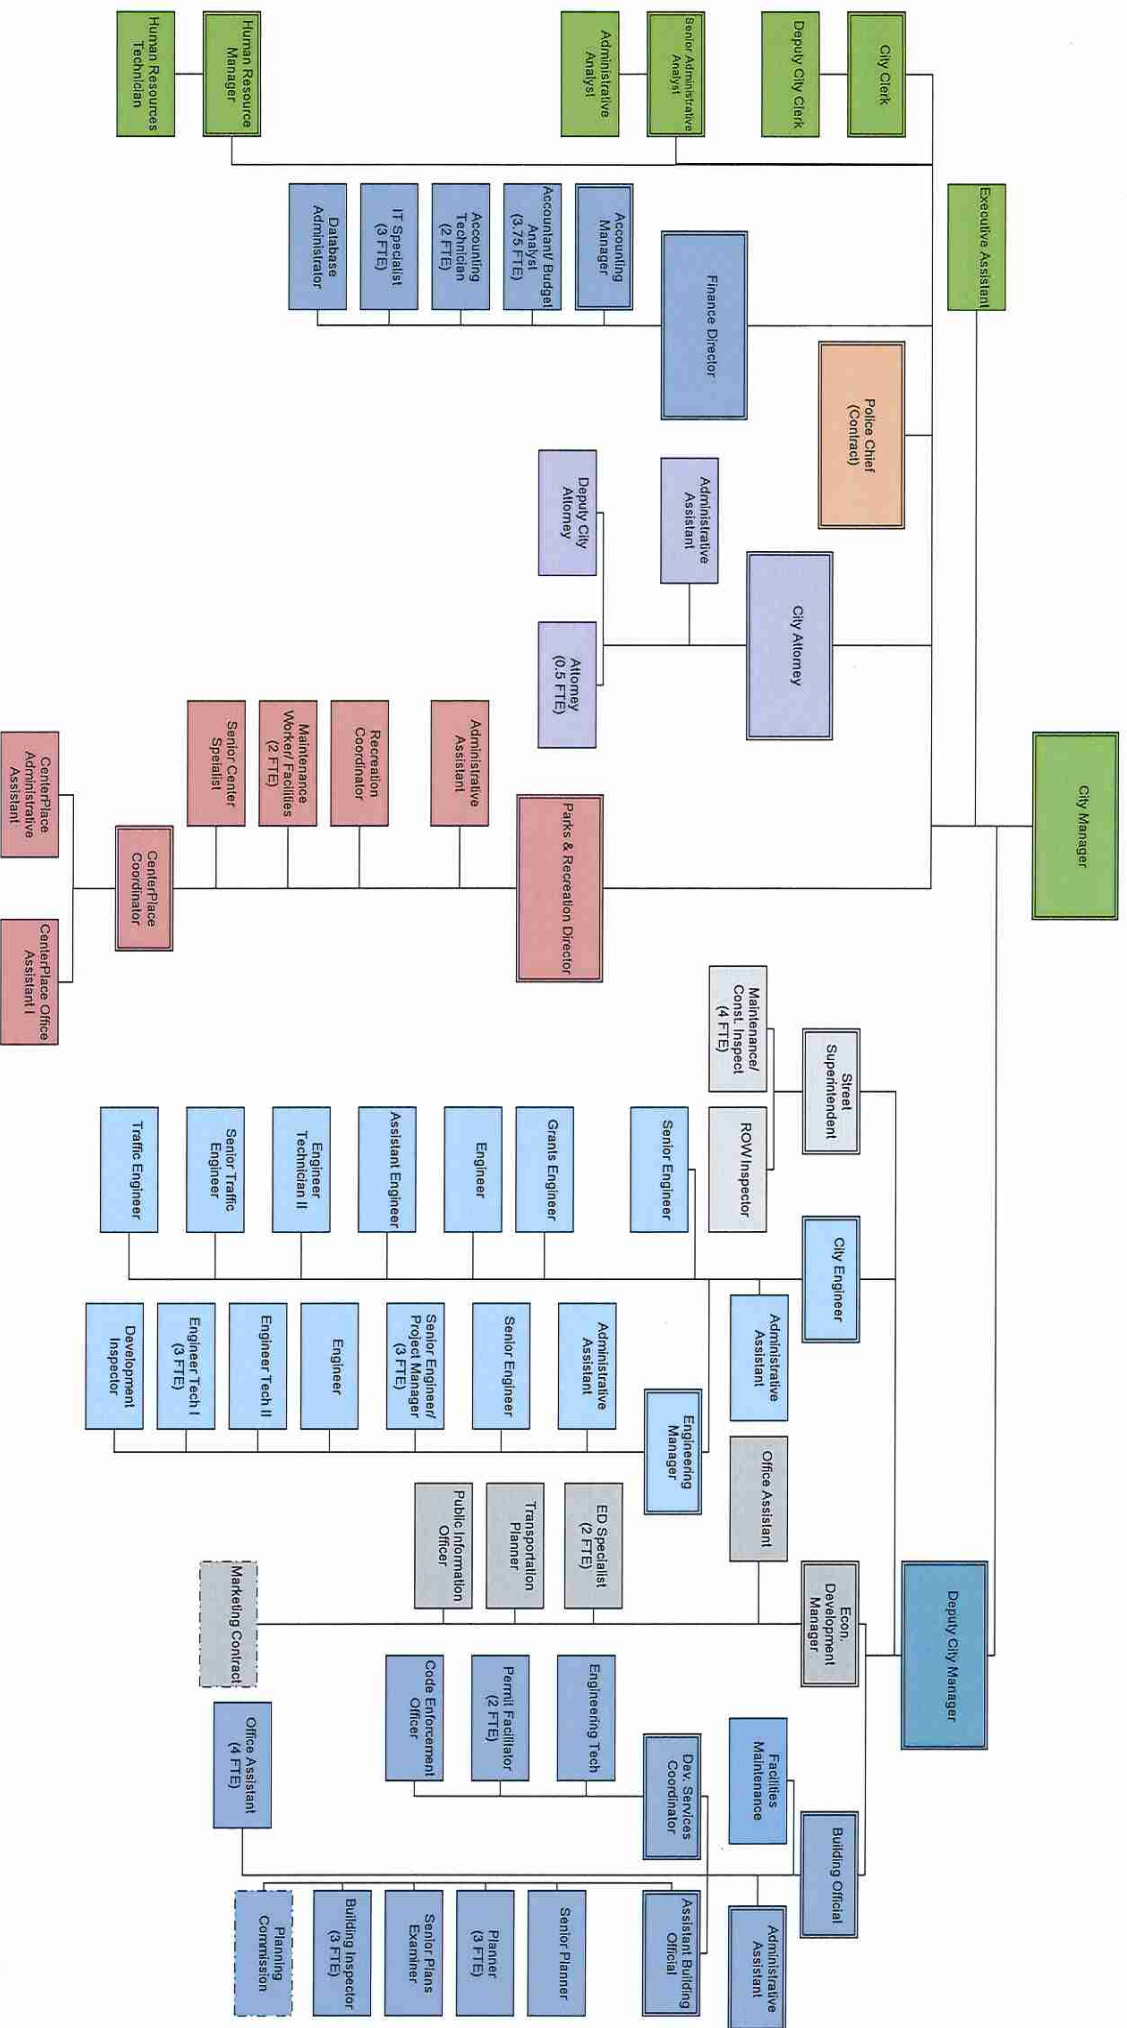 City Manager
Executive Assistant
Deputy City Manager
City Clerk
Deputy City Clerk
Senior Administrative
Analyst
Administrative
Analyst
Human Resource
Manager
Human Resources
Technician
Finance Director
Accounting
Manager
Accountant/ Budget
Analyst
(3.75 FTE)
Accounting
Technician
(2 FTE)
IT Specialist
(3 FTE)
Database
Administrator
Police Chief
(Contract)
City Attorney
Administrative
Assistant
Deputy City
Attorney
Attorney
(0.5 FTE)
Parks & Recreation Director
Administrative
Assistant
Recreation
Coordinator
Maintenance
Worker/ Facilities
(2 FTE)
Senior Center
Speialist
CenterPlace
Coordinator
CenterPlace
Administrative
Assistant
CenterPlace Office
Assistant I
Street
Superintendent
Maintenance/
Const. Inspect
(4 FTE)
ROW Inspector
City Engineer
Administrative
Assistant
Senior Engineer
Grants Engineer
Engineer
Assistant Engineer
Engineer
Technician II
Senior Traffic
Engineer
Traffic Engineer
Engineering
Manager
Administrative
Assistant
Senior Engineer
Senior Engineer/
Project Manager
(3 FTE)
Engineer
Engineer Tech II
Engineer Tech I
(3 FTE)
Development
Inspector
Econ.
Development
Manager
Office Assistant
ED Specialist
(2 FTE)
Transportation
Planner
Public Information
Officer
Marketing Contract
Building Official
Facilities
Maintenance
Administrative
Assistant
Dev. Services
Coordinator
Engineering Tech
Permit Facilitator
(2 FTE)
Code Enforcement
Officer
Office Assistant
(4 FTE)
Assistant Building
Official
Senior Planner
Planner
(3 FTE)
Senior Plans
Examiner
Building Inspector
(3 FTE)
Planning
Commission